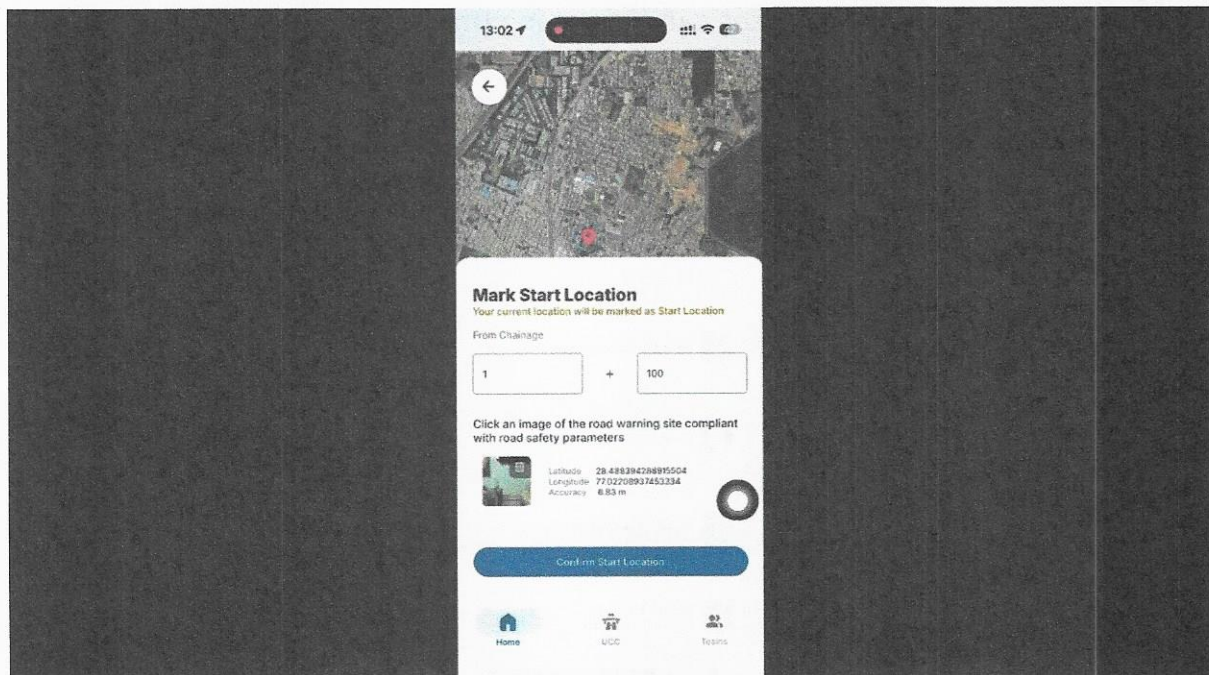 13:02
Mark Start Location
Your current location will be marked as Start Location
From Chainage
1 + 100
Click an image of the road warning site compliant
with road safety parameters
Latitude 28.488394288915504
Longitude 77.02208937453334
Accuracy 6.83 m
Confirm Start Location
Home UCC Teams